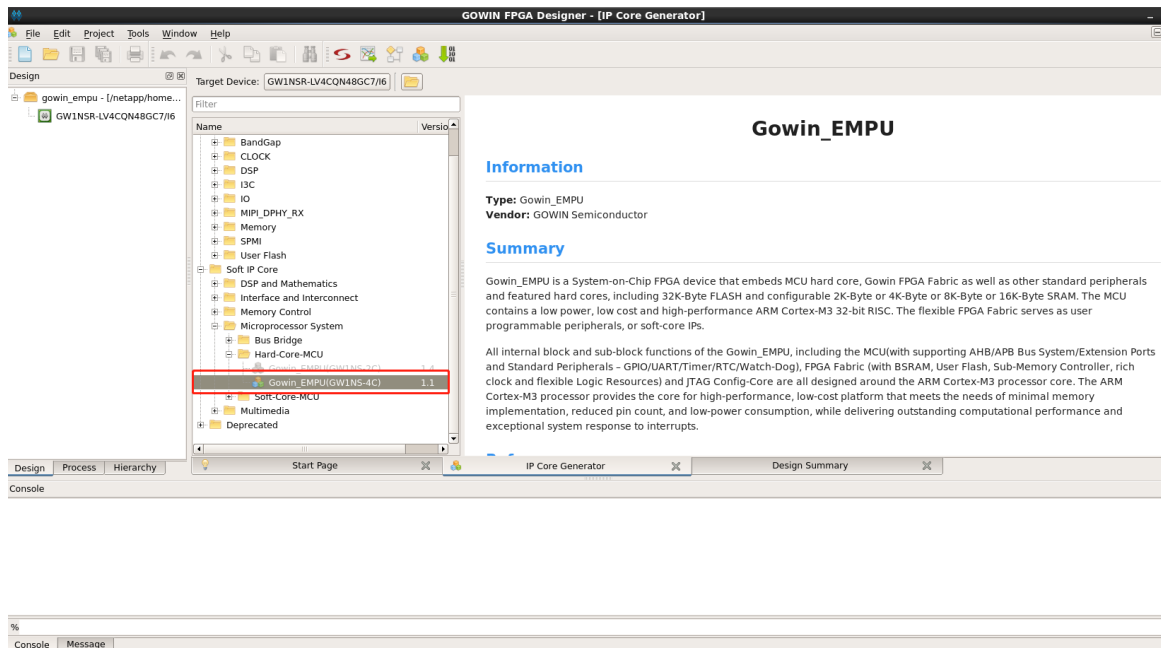 GOWIN FPGA Designer - [IP Core Generator]
File Edit Project Tools Window Help
Design
Target Device: GW1NSR-LV4CQN48GC7/I6
gowin_empu - [/netapp/home...
GW1NSR-LV4CQN48GC7/I6
Filter
Name Versio
BandGap
CLOCK
DSP
I3C
IO
MIPI_DPHY_RX
Memory
SPMI
User Flash
Soft IP Core
DSP and Mathematics
Interface and Interconnect
Memory Control
Microprocessor System
Bus Bridge
Hard-Core-MCU
Gowin_EMPU(GW1NS-2C) 1.4
Gowin_EMPU(GW1NS-4C) 1.1
Soft-Core-MCU
Multimedia
Deprecated
Gowin_EMPU
Information
Type: Gowin_EMPU
Vendor: GOWIN Semiconductor
Summary
Gowin_EMPU is a System-on-Chip FPGA device that embeds MCU hard core, Gowin FPGA Fabric as well as other standard peripherals
and featured hard cores, including 32K-Byte FLASH and configurable 2K-Byte or 4K-Byte or 8K-Byte or 16K-Byte SRAM. The MCU
contains a low power, low cost and high-performance ARM Cortex-M3 32-bit RISC. The flexible FPGA Fabric serves as user
programmable peripherals, or soft-core IPs.
All internal block and sub-block functions of the Gowin_EMPU, including the MCU(with supporting AHB/APB Bus System/Extension Ports
and Standard Peripherals – GPIO/UART/Timer/RTC/Watch-Dog), FPGA Fabric (with BSRAM, User Flash, Sub-Memory Controller, rich
clock and flexible Logic Resources) and JTAG Config-Core are all designed around the ARM Cortex-M3 processor core. The ARM
Cortex-M3 processor provides the core for high-performance, low-cost platform that meets the needs of minimal memory
implementation, reduced pin count, and low-power consumption, while delivering outstanding computational performance and
exceptional system response to interrupts.
Design Process Hierarchy
Start Page IP Core Generator Design Summary
Console
%
Console Message